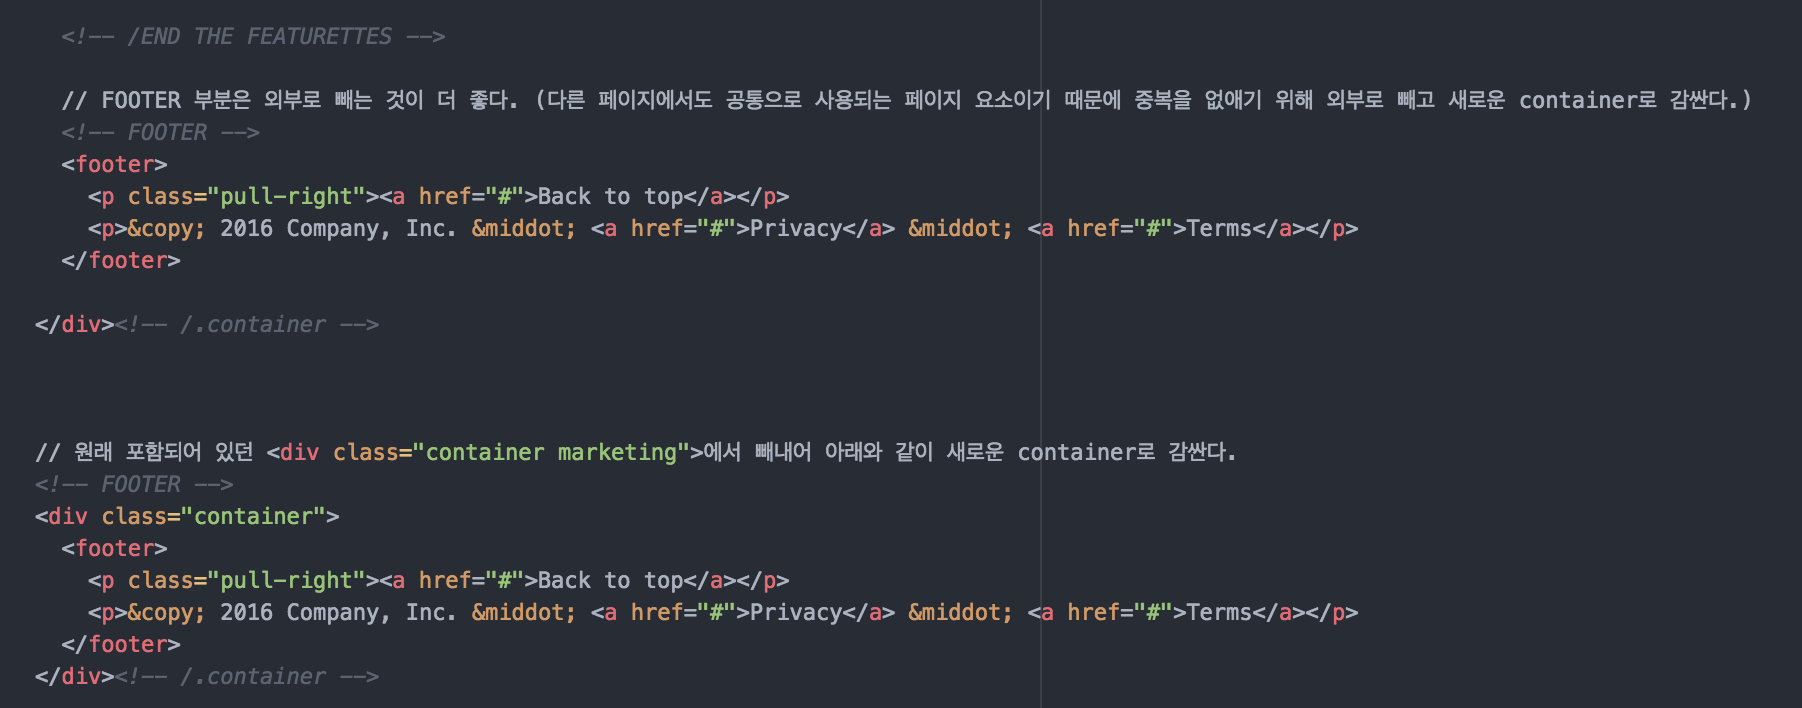 <!-- /END THE FEATURETTES -->
// FOOTER 부분은 외부로 빼는 것이 더 좋다. (다른 페이지에서도 공통으로 사용되는 페이지 요소이기 때문에 중복을 없애기 위해 외부로 빼고 새로운 container로 감싼다.)
<!-- FOOTER -->
<footer>
<p class="pull-right"><a href="#">Back to top</a></p>
<p>&copy; 2016 Company, Inc. &middot; <a href="#">Privacy</a> &middot; <a href="#">Terms</a></p>
</footer>
</div><!-- /.container -->
// 원래 포함되어 있던 <div class="container marketing">에서 빼내어 아래와 같이 새로운 container로 감싼다.
<!-- FOOTER -->
<div class="container">
<footer>
<p class="pull-right"><a href="#">Back to top</a></p>
<p>&copy; 2016 Company, Inc. &middot; <a href="#">Privacy</a> &middot; <a href="#">Terms</a></p>
</footer>
</div><!-- /.container -->